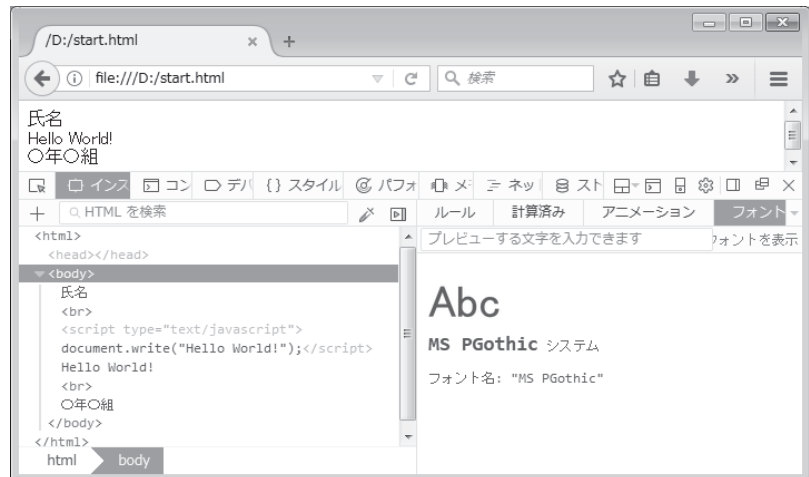 /D:/start.html
file:///D:/start.html
検索
氏名
Hello World!
〇年〇組
インス コン デバ {} スタイル パフォ メ ネッ スト
HTML を検索
ルール 計算済み アニメーション フォント
<html>
<head></head>
<body>
氏名
<br>
<script type="text/javascript">
document.write("Hello World!");</script>
Hello World!
<br>
〇年〇組
</body>
</html>
html body
プレビューする文字を入力できます フォントを表示
Abc
MS PGothic システム
フォント名: "MS PGothic"